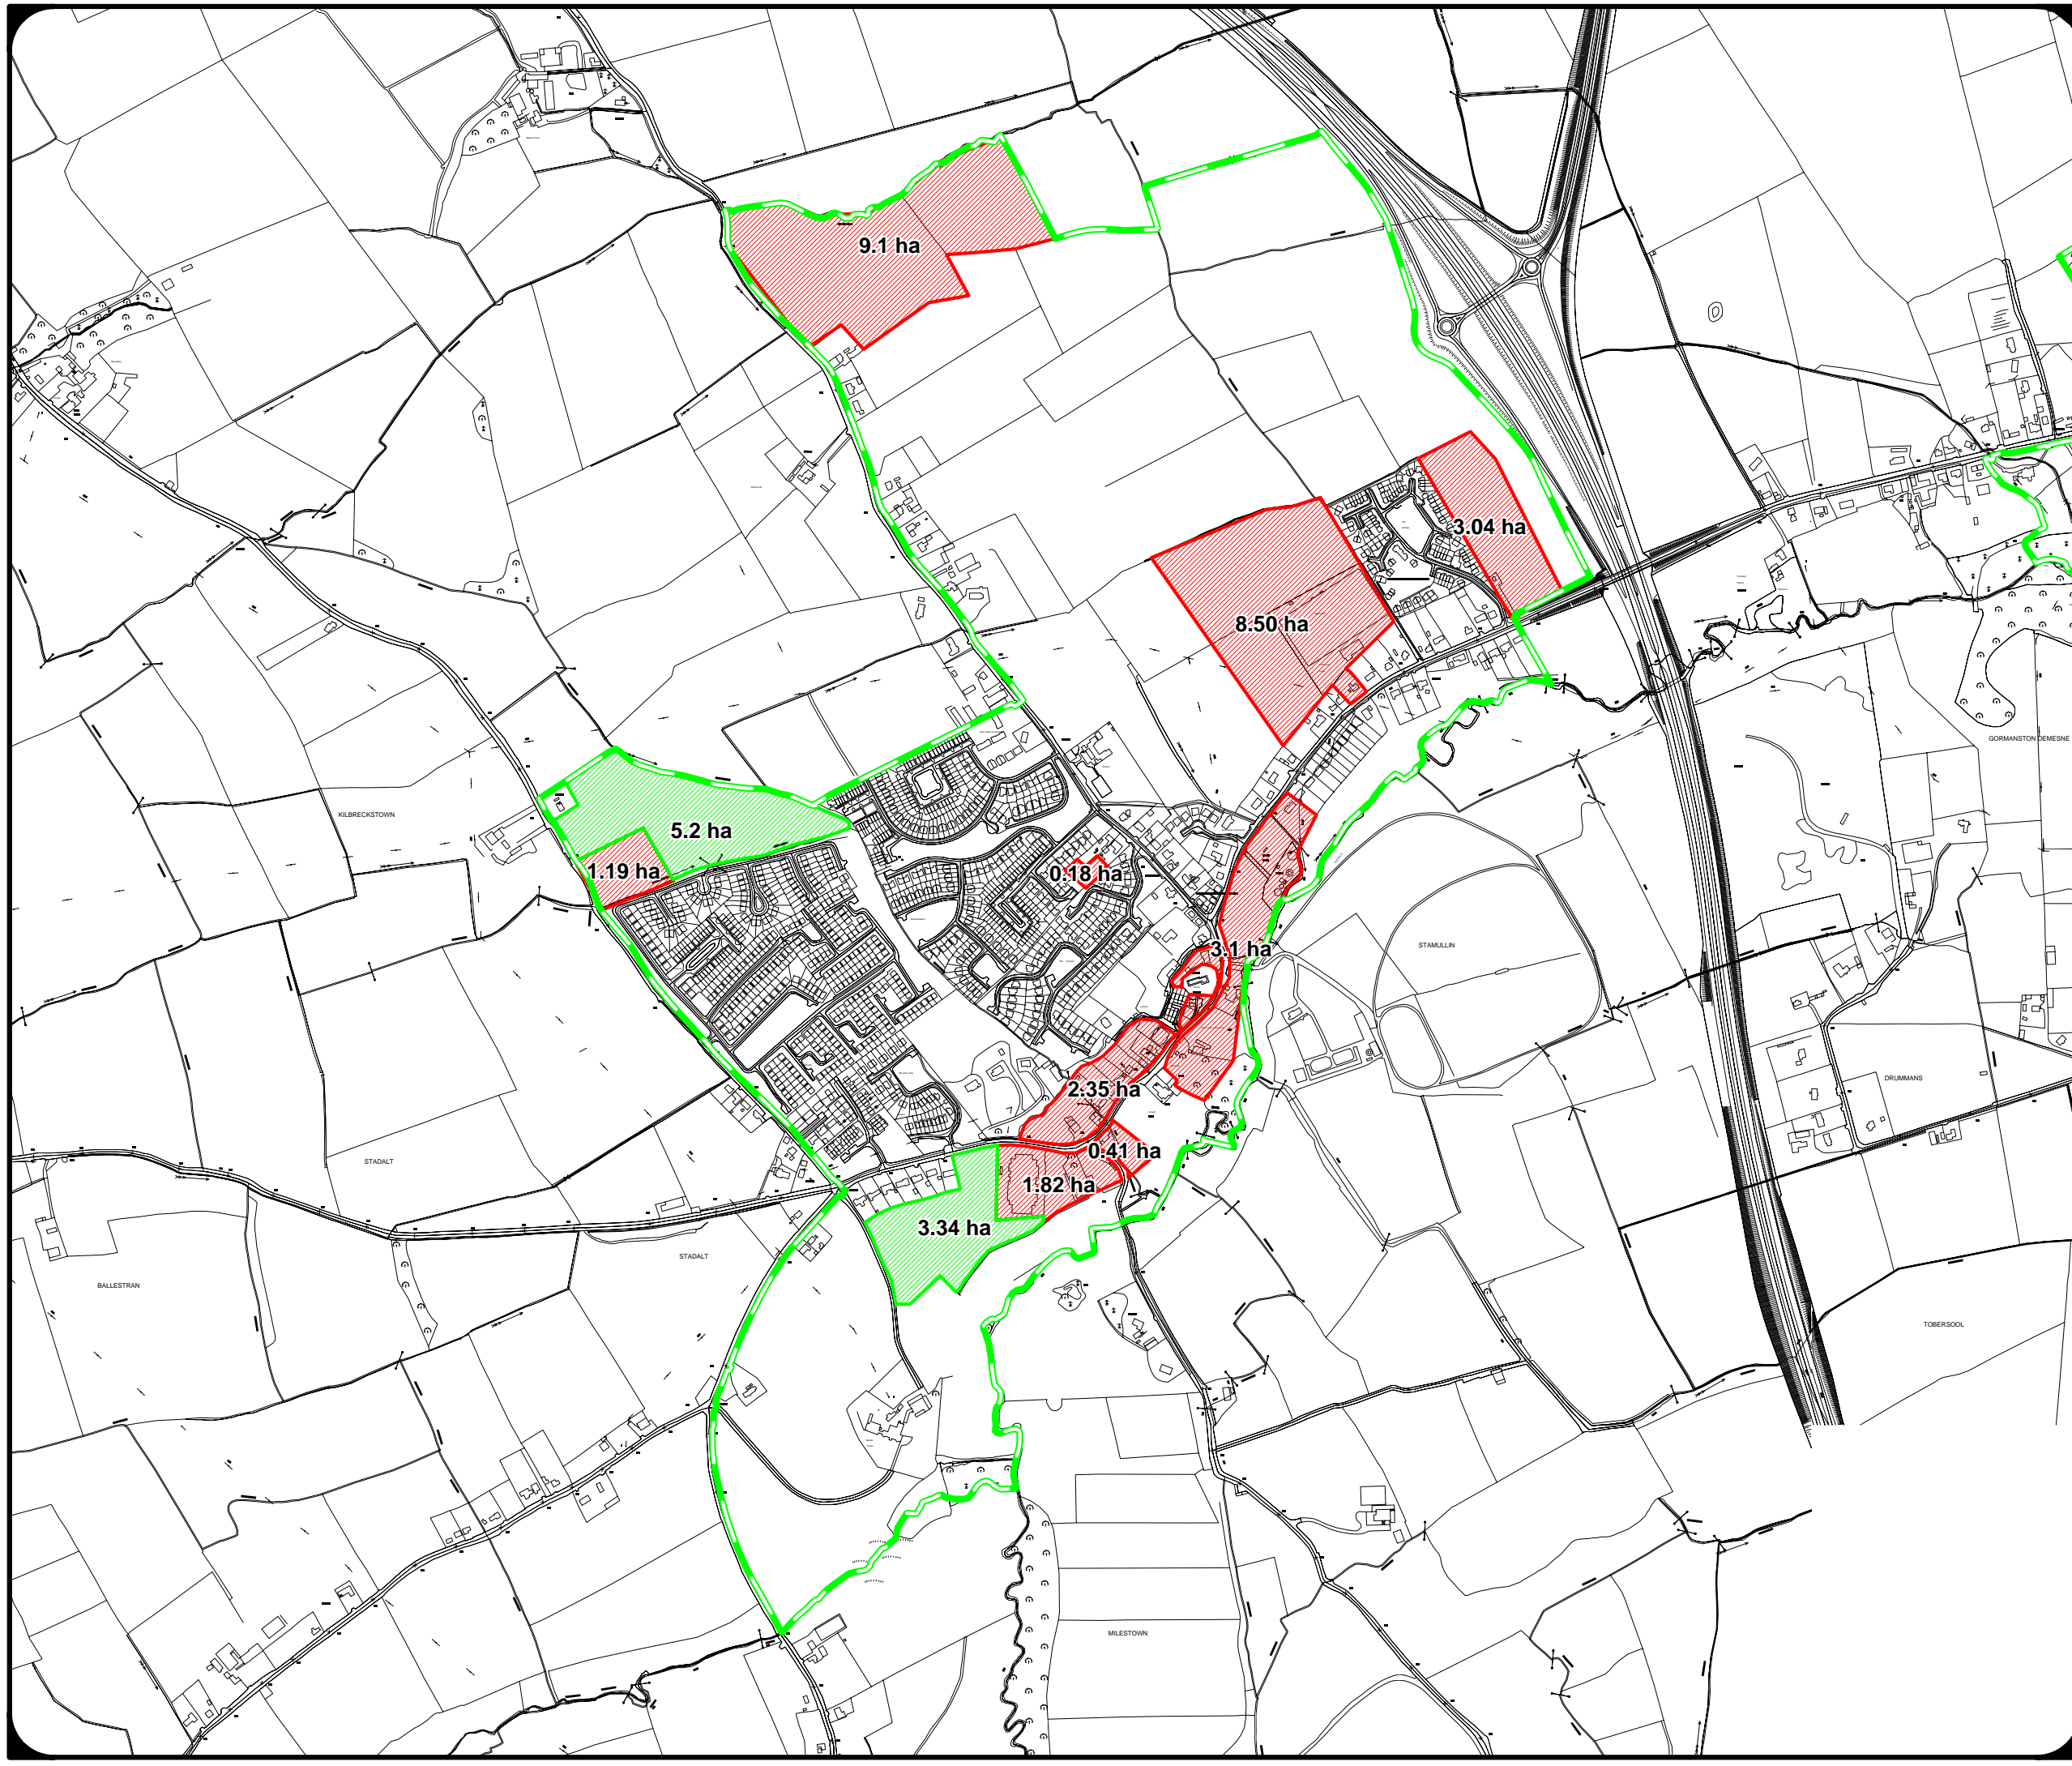 9.1 ha
3.04 ha
8.50 ha
GORMANSTON DEMESNE
KILBRECKSTOWN
5.2 ha
1.19 ha
0.18 ha
3.1 ha
STAMULLIN
DRUMMANS
2.35 ha
0.41 ha
STADALT
1.82 ha
3.34 ha
STADALT
BALLESTRAN
TOBERSOOL
MILESTOWN